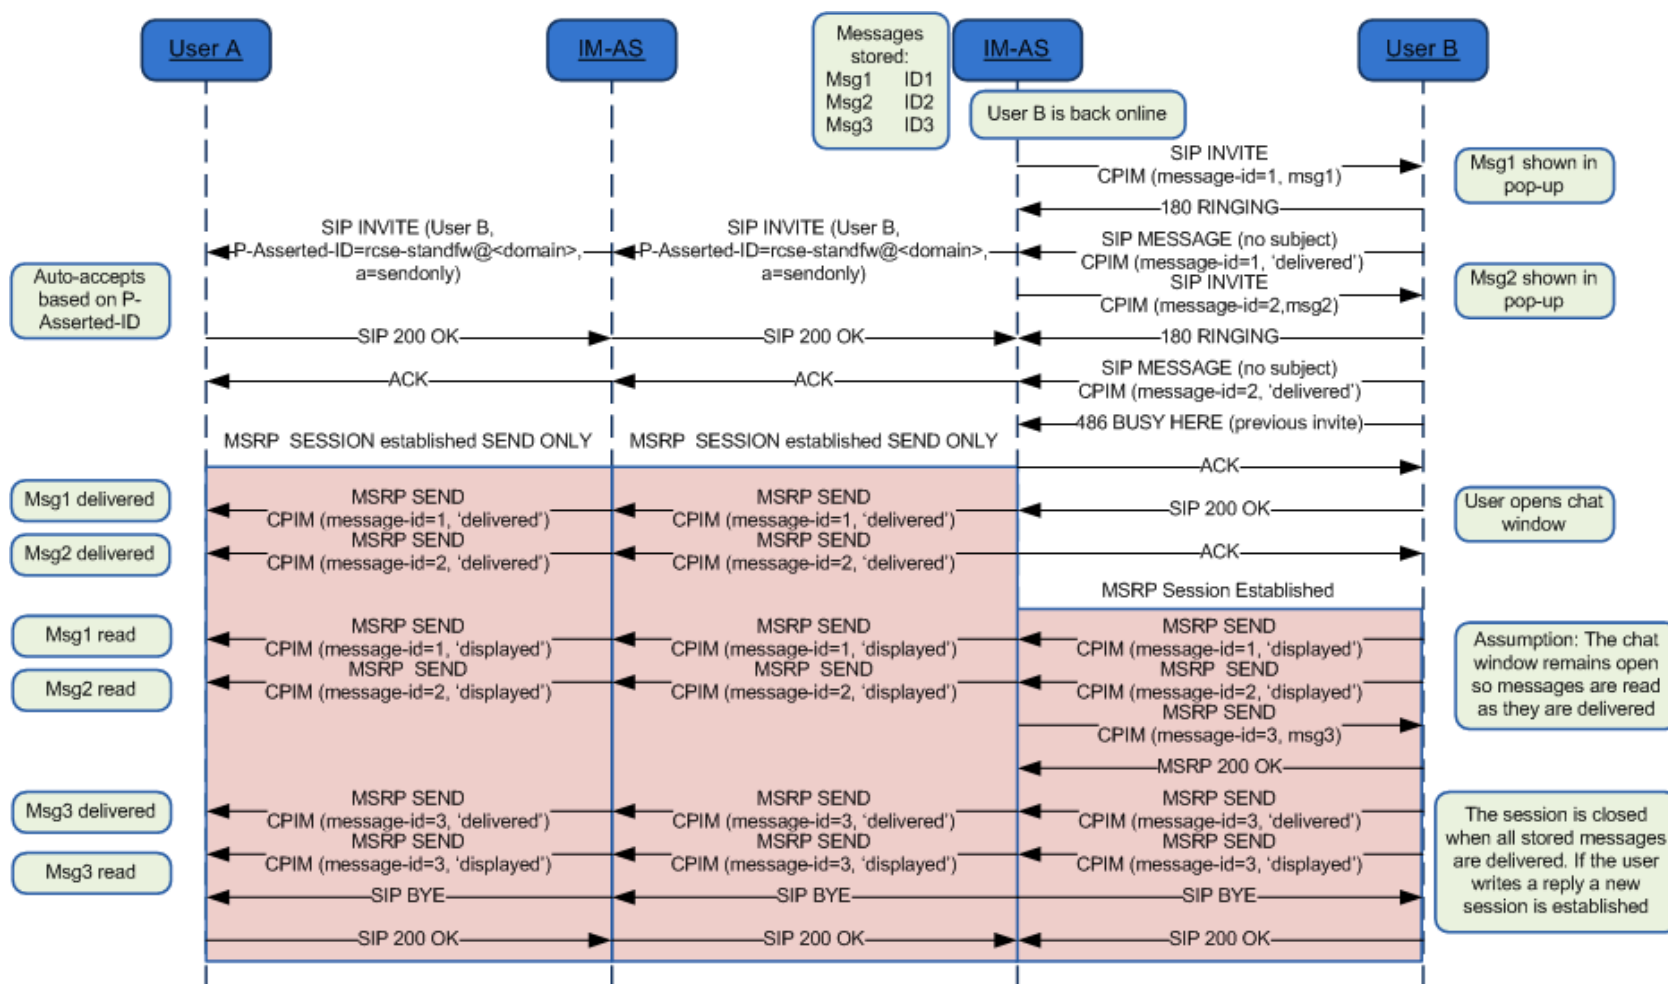 User A
IM-AS
Messages
stored:
Msg1 ID1
Msg2 ID2
Msg3 ID3
IM-AS
User B
User B is back online
SIP INVITE
CPIM (message-id=1, msg1)
Msg1 shown in
pop-up
180 RINGING
SIP INVITE (User B,
P-Asserted-ID=rcse-standfw@<domain>,
a=sendonly)
SIP INVITE (User B,
P-Asserted-ID=rcse-standfw@<domain>,
a=sendonly)
SIP MESSAGE (no subject)
CPIM (message-id=1, ‘delivered’)
Auto-accepts
based on P-
Asserted-ID
SIP INVITE
CPIM (message-id=2,msg2)
Msg2 shown in
pop-up
SIP 200 OK
SIP 200 OK
180 RINGING
ACK
ACK
SIP MESSAGE (no subject)
CPIM (message-id=2, ‘delivered’)
486 BUSY HERE (previous invite)
MSRP SESSION established SEND ONLY
MSRP SESSION established SEND ONLY
ACK
Msg1 delivered
MSRP SEND
CPIM (message-id=1, ‘delivered’)
MSRP SEND
CPIM (message-id=1, ‘delivered’)
SIP 200 OK
User opens chat
window
Msg2 delivered
MSRP SEND
CPIM (message-id=2, ‘delivered’)
MSRP SEND
CPIM (message-id=2, ‘delivered’)
ACK
MSRP Session Established
Msg1 read
MSRP SEND
CPIM (message-id=1, ‘displayed’)
MSRP SEND
CPIM (message-id=1, ‘displayed’)
MSRP SEND
CPIM (message-id=1, ‘displayed’)
Assumption: The chat
window remains open
so messages are read
as they are delivered
Msg2 read
MSRP SEND
CPIM (message-id=2, ‘displayed’)
MSRP SEND
CPIM (message-id=2, ‘displayed’)
MSRP SEND
CPIM (message-id=2, ‘displayed’)
MSRP SEND
CPIM (message-id=3, msg3)
MSRP 200 OK
Msg3 delivered
MSRP SEND
CPIM (message-id=3, ‘delivered’)
MSRP SEND
CPIM (message-id=3, ‘delivered’)
MSRP SEND
CPIM (message-id=3, ‘delivered’)
The session is closed
when all stored messages
are delivered. If the user
writes a reply a new
session is established
Msg3 read
MSRP SEND
CPIM (message-id=3, ‘displayed’)
MSRP SEND
CPIM (message-id=3, ‘displayed’)
MSRP SEND
CPIM (message-id=3, ‘displayed’)
SIP BYE
SIP BYE
SIP BYE
SIP 200 OK
SIP 200 OK
SIP 200 OK